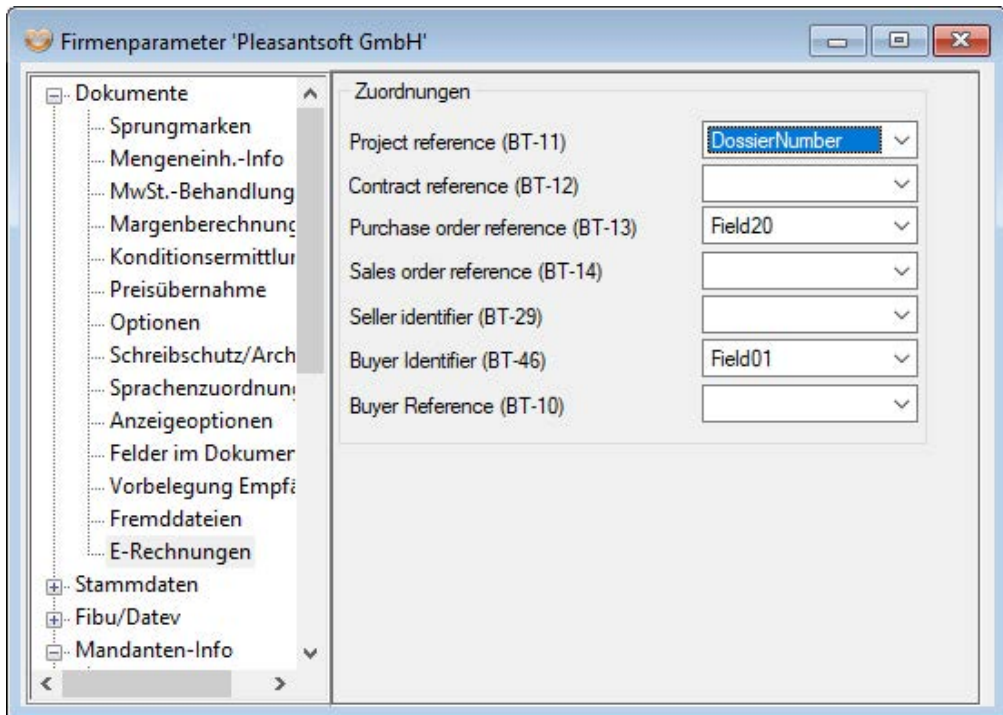 Firmenparameter 'Pleasantsoft GmbH'
Dokumente
Sprungmarken
Mengeneinh.-Info
MwSt.-Behandlung
Margenberechnung
Konditionsermittlur
Preisübernahme
Optionen
Schreibschutz/Arch
Sprachenzuordnung
Anzeigeoptionen
Felder im Dokumen
Vorbelegung Empfä
Fremddateien
E-Rechnungen
Stammdaten
Fibu/Datev
Mandanten-Info
Zuordnungen
Project reference (BT-11) DossierNumber
Contract reference (BT-12)
Purchase order reference (BT-13) Field20
Sales order reference (BT-14)
Seller identifier (BT-29)
Buyer Identifier (BT-46) Field01
Buyer Reference (BT-10)